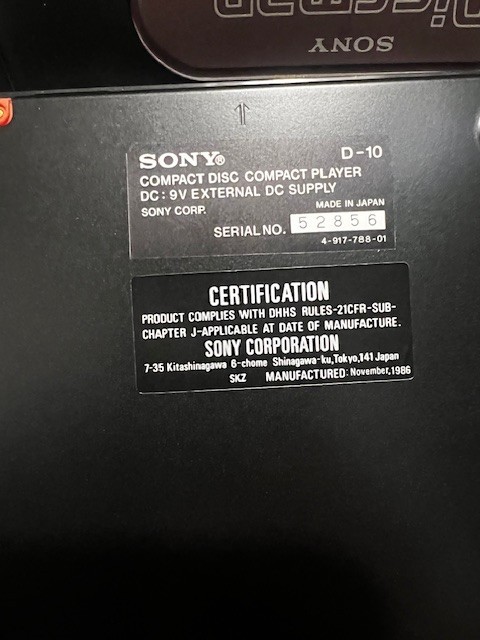 Discman
SONY
SONY® D-10
COMPACT DISC COMPACT PLAYER
DC: 9V EXTERNAL DC SUPPLY
SONY CORP. MADE IN JAPAN
SERIAL NO. 52856
4-917-788-01
CERTIFICATION
PRODUCT COMPLIES WITH DHHS RULES-21CFR-SUB-
CHAPTER J-APPLICABLE AT DATE OF MANUFACTURE.
SONY CORPORATION
7-35 Kitashinagawa 6-chome Shinagawa-ku,Tokyo,141 Japan
SKZ MANUFACTURED: November,1986